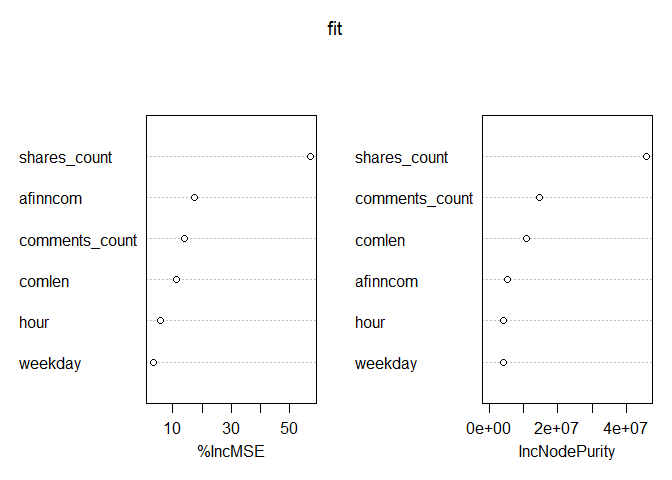 fit
shares_count
afinncom
comments_count
comlen
hour
weekday
10 30 50
%IncMSE
shares_count
comments_count
comlen
afinncom
hour
weekday
0e+00 2e+07 4e+07
IncNodePurity